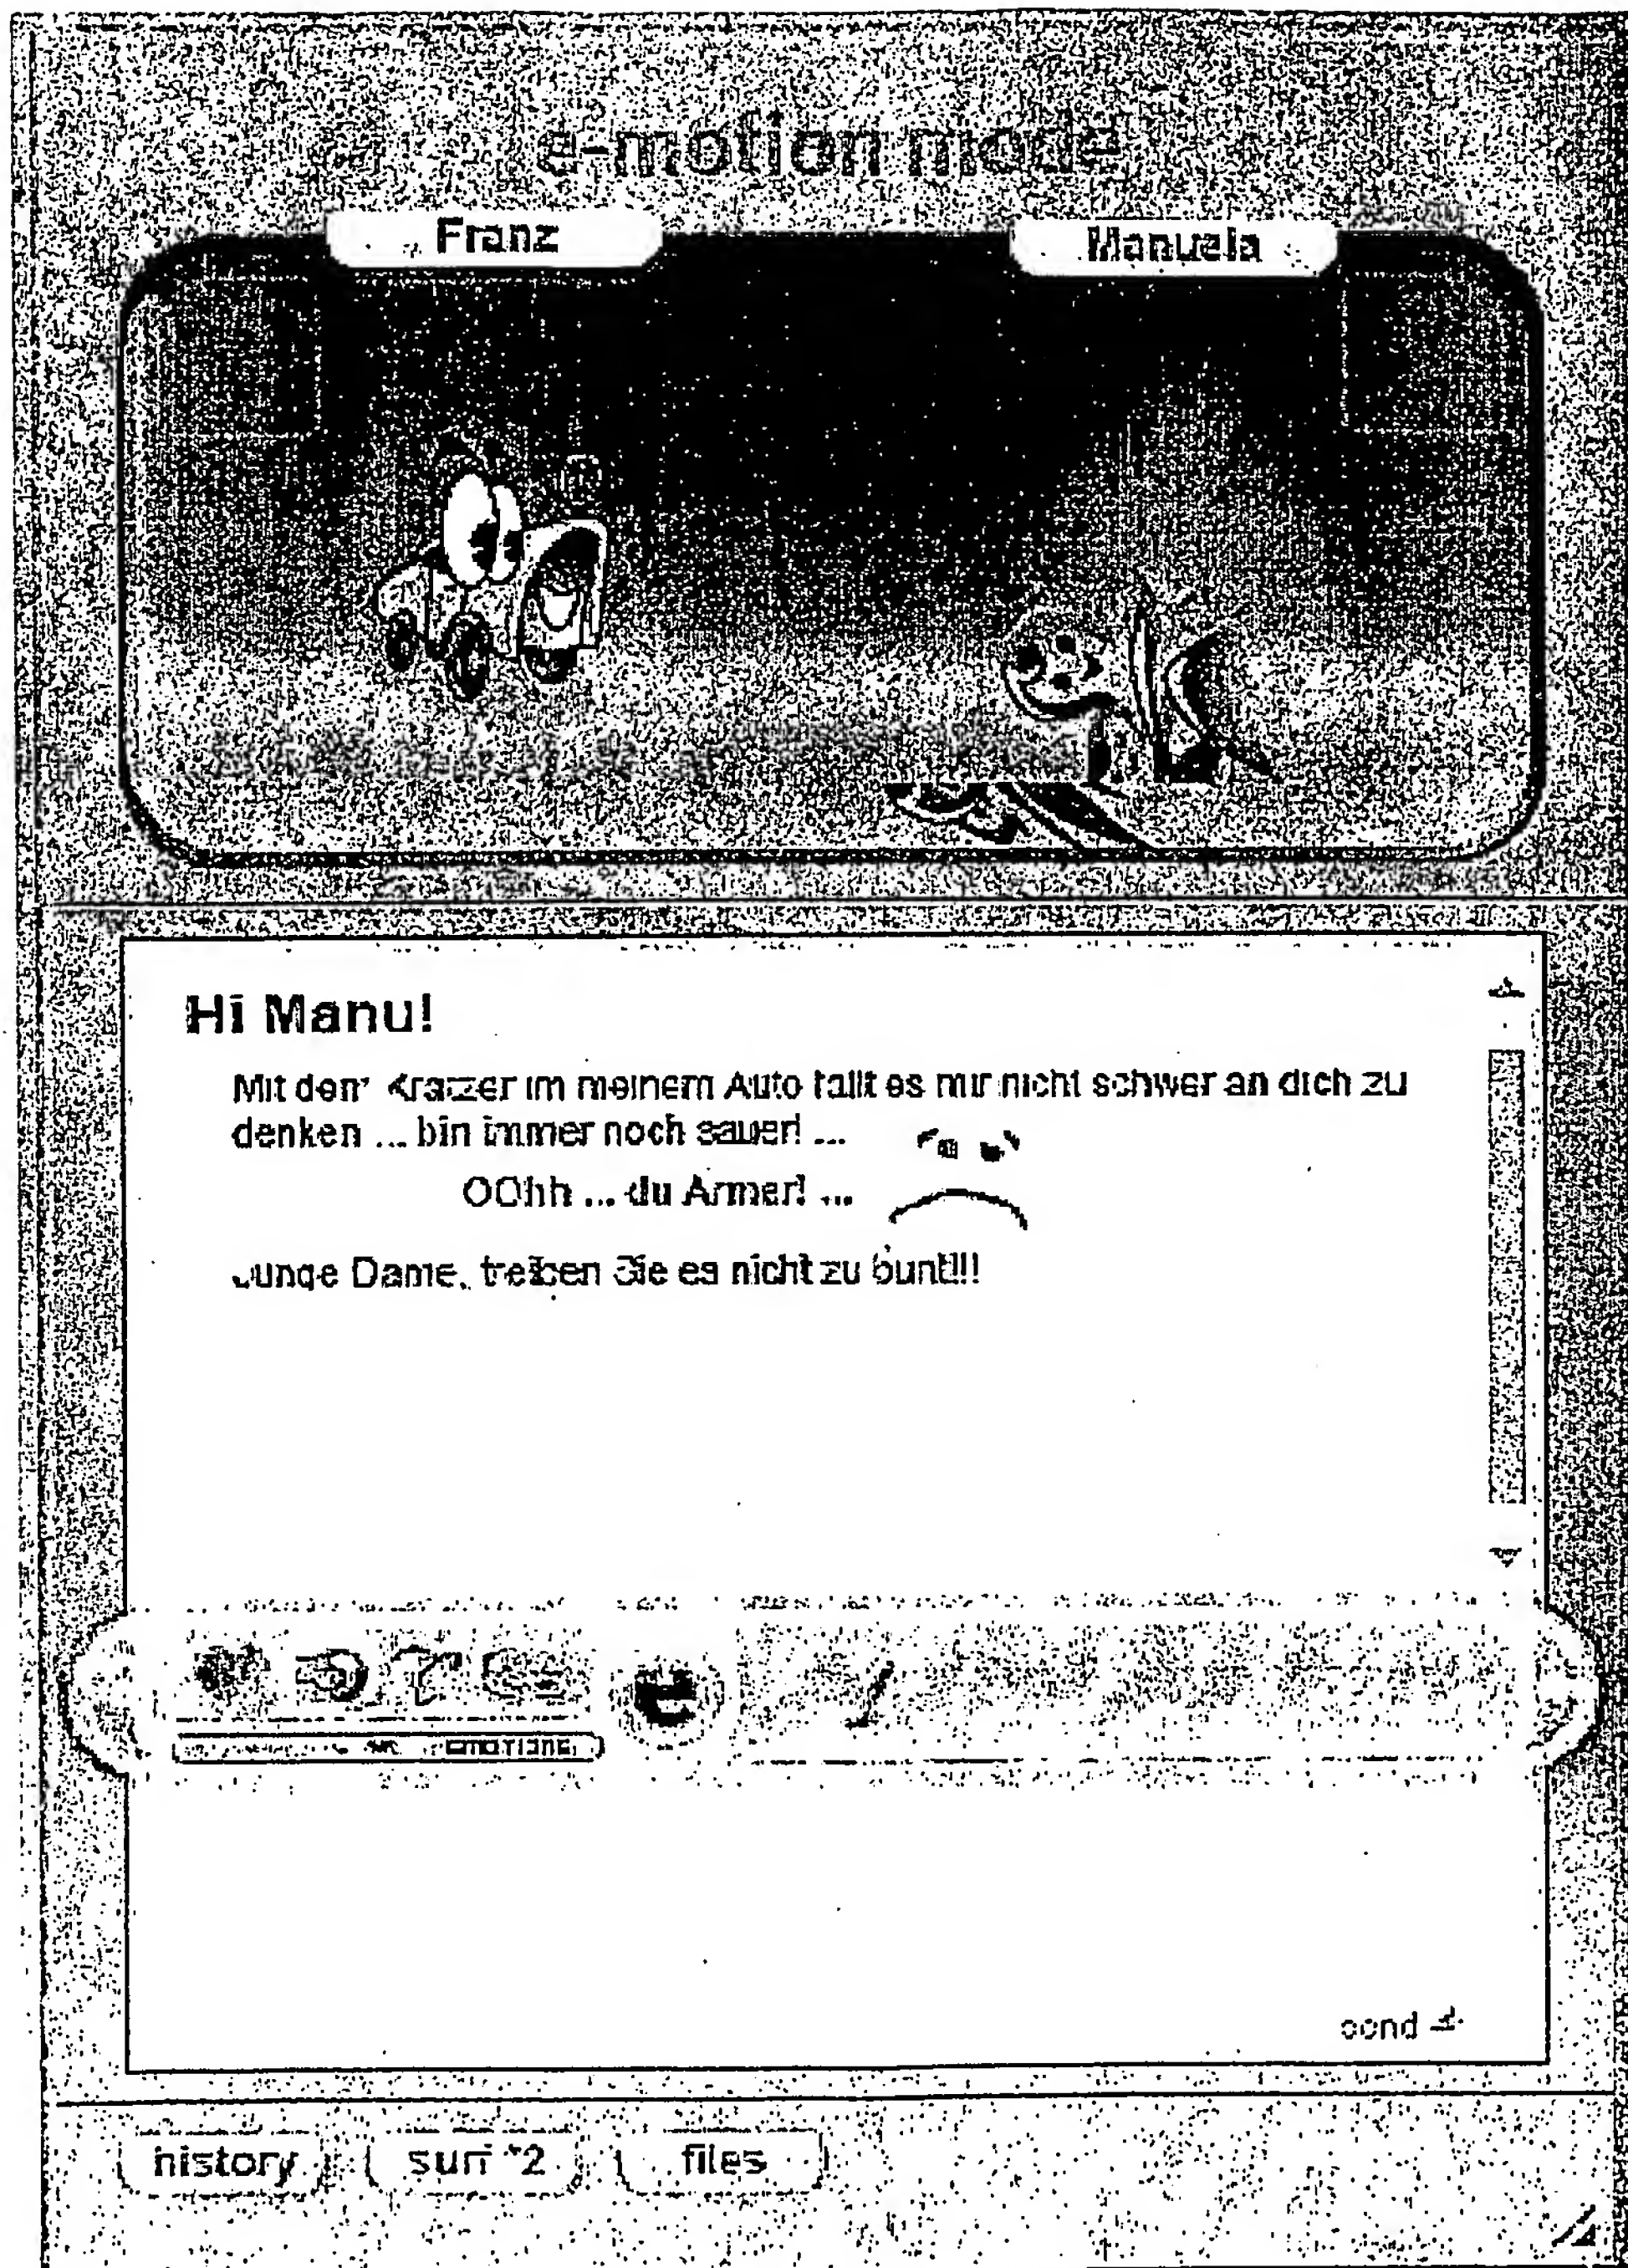 e-motion mode
Franz
Manuela
Hi Manu!
Mit dem Kratzer im meinem Auto fällt es mir nicht schwer an dich zu
denken ... bin immer noch sauer! ...
OOhh ... du Armer! ...
Junge Dame, treiben Sie es nicht zu bunt!!!
e
EMOTIONS
send
history
surf *2
files